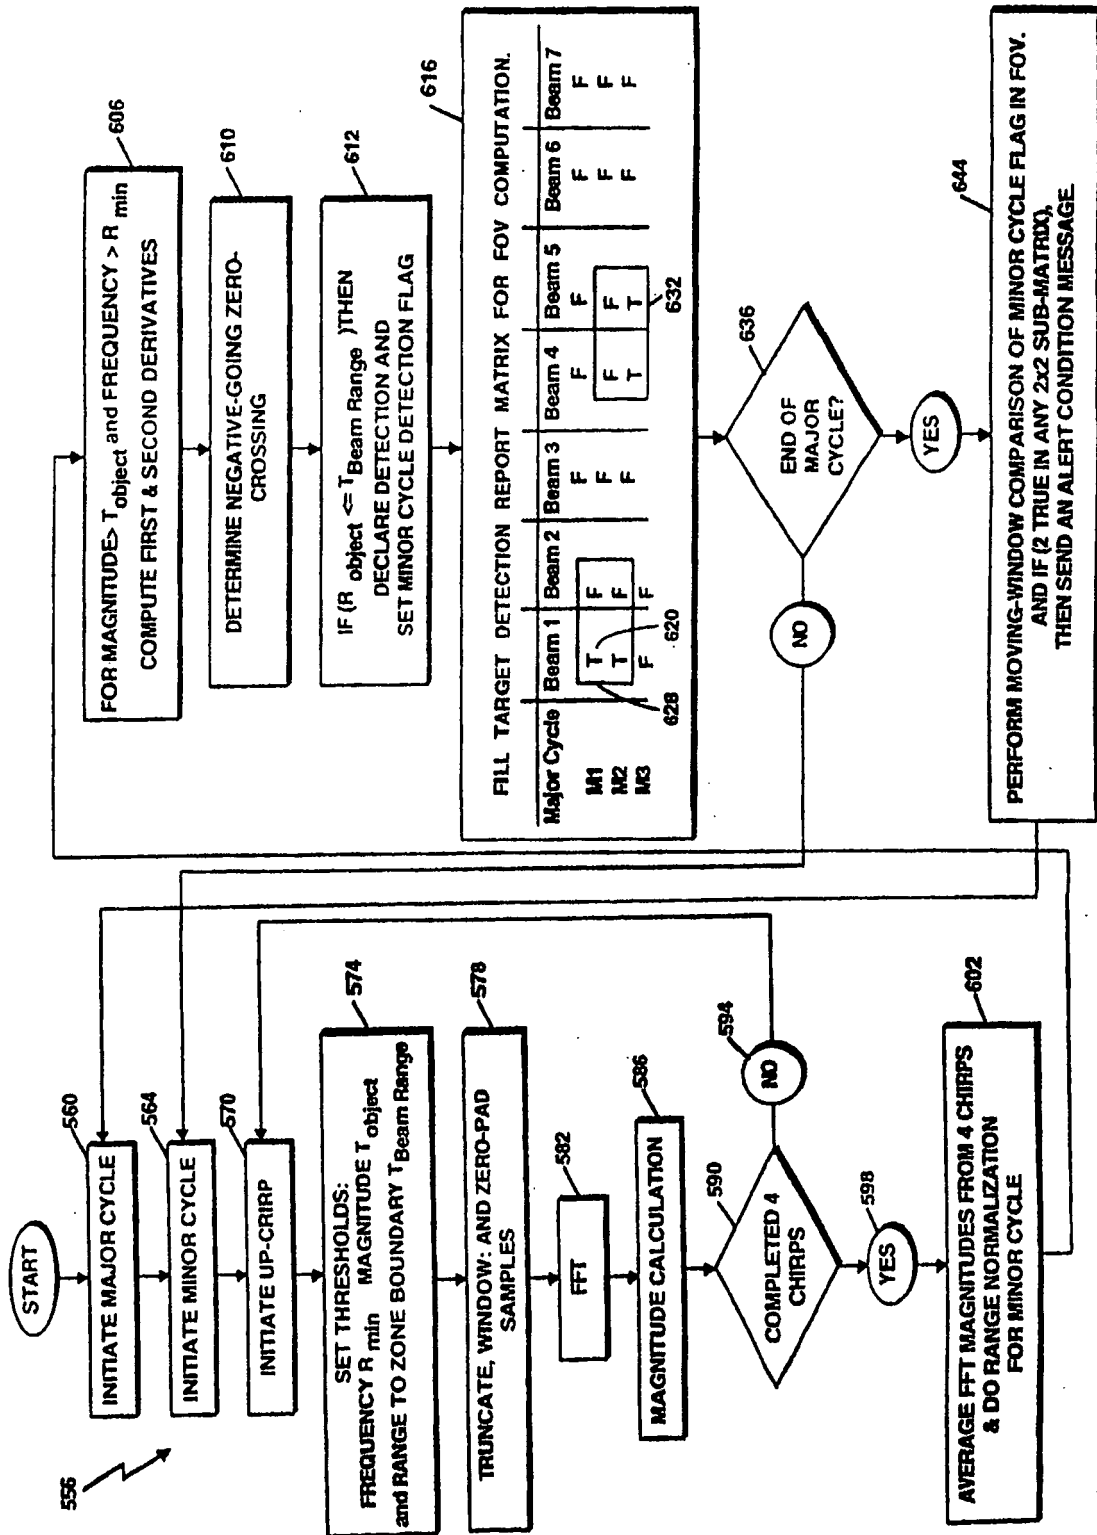 556
START
560
INITIATE MAJOR CYCLE
564
INITIATE MINOR CYCLE
570
INITIATE UP-CRIRP
574
SET THRESHOLDS:
FREQUENCY R min MAGNITUDE T object
and RANGE TO ZONE BOUNDARY T Beam Range
578
TRUNCATE, WINDOW: AND ZERO-PAD
SAMPLES
582
FFT
586
MAGNITUDE CALCULATION
590
COMPLETED 4
CHIRPS
594
NO
598
YES
602
AVERAGE FFT MAGNITUDES FROM 4 CHIRPS
& DO RANGE NORMALIZATION
FOR MINOR CYCLE
606
FOR MAGNITUDE> T object and FREQUENCY > R min
COMPUTE FIRST & SECOND DERIVATIVES
610
DETERMINE NEGATIVE-GOING ZERO-
CROSSING
612
IF (R object <= T Beam Range )THEN
DECLARE DETECTION AND
SET MINOR CYCLE DETECTION FLAG
616
FILL TARGET DETECTION REPORT MATRIX FOR FOV COMPUTATION.
Major Cycle Beam 1 Beam 2 Beam 3 Beam 4 Beam 5 Beam 6 Beam 7
M1 T F F F F F F
M2 T F F F F F F
M3 F F F T T F F
628
620
632
636
END OF
MAJOR
CYCLE?
NO
YES
644
PERFORM MOVING-WINDOW COMPARISON OF MINOR CYCLE FLAG IN FOV.
AND IF (2 TRUE IN ANY 2x2 SUB-MATRIX),
THEN SEND AN ALERT CONDITION MESSAGE